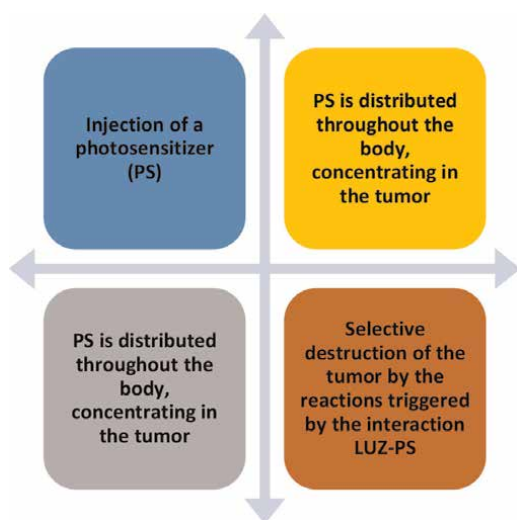 Injection of a
photosensitizer
(PS)
PS is distributed
throughout the
body,
concentrating in
the tumor
PS is distributed
throughout the
body,
concentrating in
the tumor
Selective
destruction of the
tumor by the
reactions triggered
by the interaction
LUZ-PS